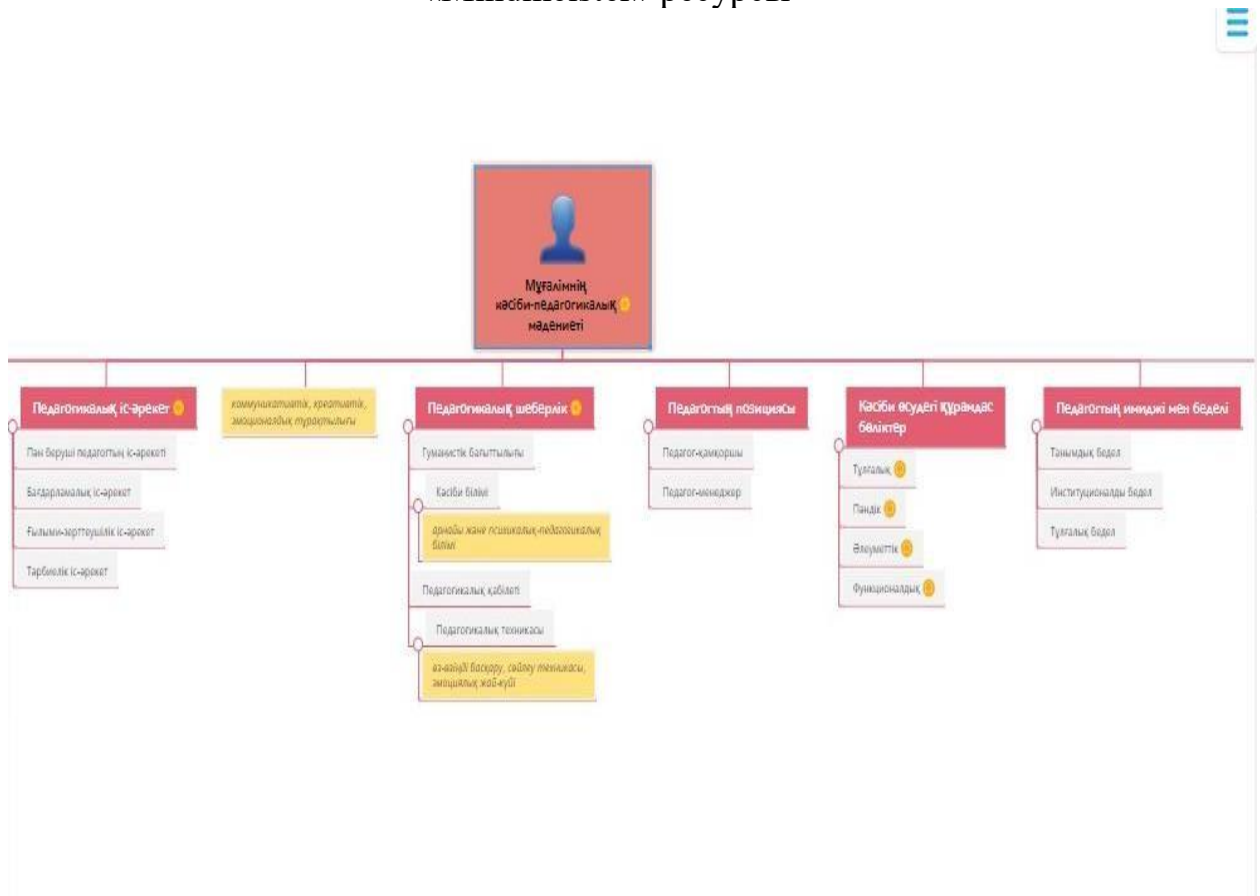 ресурсы
Мұғалімнің
кәсіби-педагогикалық
мәдениеті
Педагогикалық іс-әрекет
Пән беруші педагогтың іс-әрекеті
Бағдарламалық іс-әрекет
Ғылыми-зерттеушілік іс-әрекет
Тәрбиелік іс-әрекет
коммуникативтік, креативтік,
эмоционалдық тұрақтылығы
Педагогикалық шеберлік
Гуманистік бағыттылығы
Кәсіби білімі
арнайы және психикалық-педагогикалық
білімі
Педагогикалық қабілеті
Педагогикалық техникасы
өз-өзіңді басқару, сөйлеу техникасы,
эмоциялық жай-күйі
Педагогтың позициясы
Педагог-қамқоршы
Педагог-менеджер
Кәсіби өсудегі құрамдас
бөліктер
Тұлғалық
Пәндік
Әлеуметтік
Функционалдық
Педагогтың имиджі мен беделі
Танымдық бедел
Институционалды бедел
Тұлғалық бедел